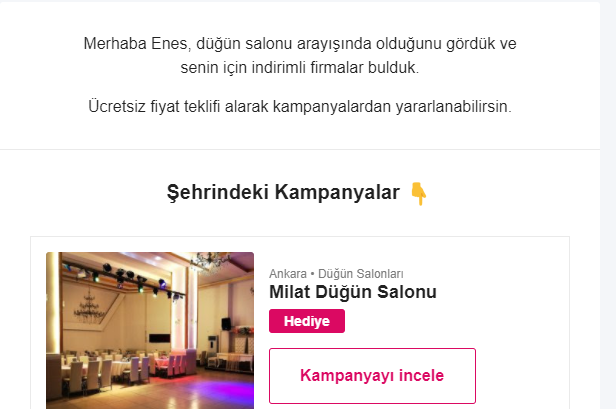 Merhaba Enes, düğün salonu arayışında olduğunu gördük ve
senin için indirimli firmalar bulduk.
Ücretsiz fiyat teklifi alarak kampanyalardan yararlanabilirsin.
Şehrindeki Kampanyalar 👇
Ankara • Düğün Salonları
Milat Düğün Salonu
Hediye
Kampanyayı incele